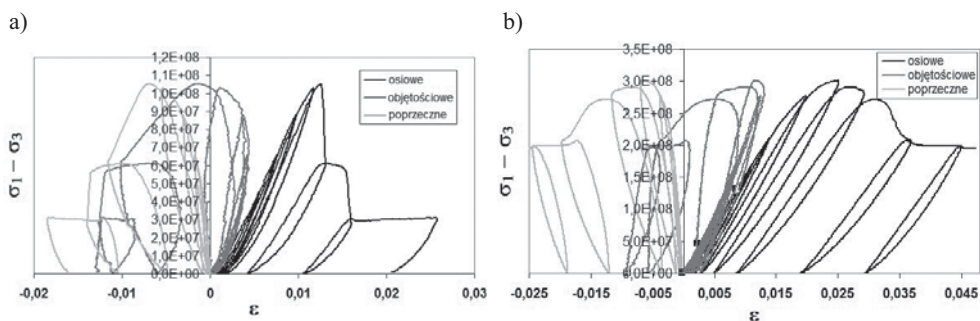 a)
b)
1,2E+08
1,1E+08
1,0E+08
9,0E+07
8,0E+07
7,0E+07
6,0E+07
5,0E+07
4,0E+07
3,0E+07
2,0E+07
1,0E+07
0,0E+00
σ₁ – σ₃
osiowe
objętościowe
poprzeczne
-0,02
-0,01
0
0,01
0,02
0,03
ε
3,5E+08
3,0E+08
2,5E+08
2,0E+08
1,5E+08
1,0E+08
5,0E+07
0,0E+00
σ₁ – σ₃
osiowe
objętościowe
poprzeczne
-0,025
-0,015
-0,005
0,005
0,015
0,025
0,035
0,045
ε